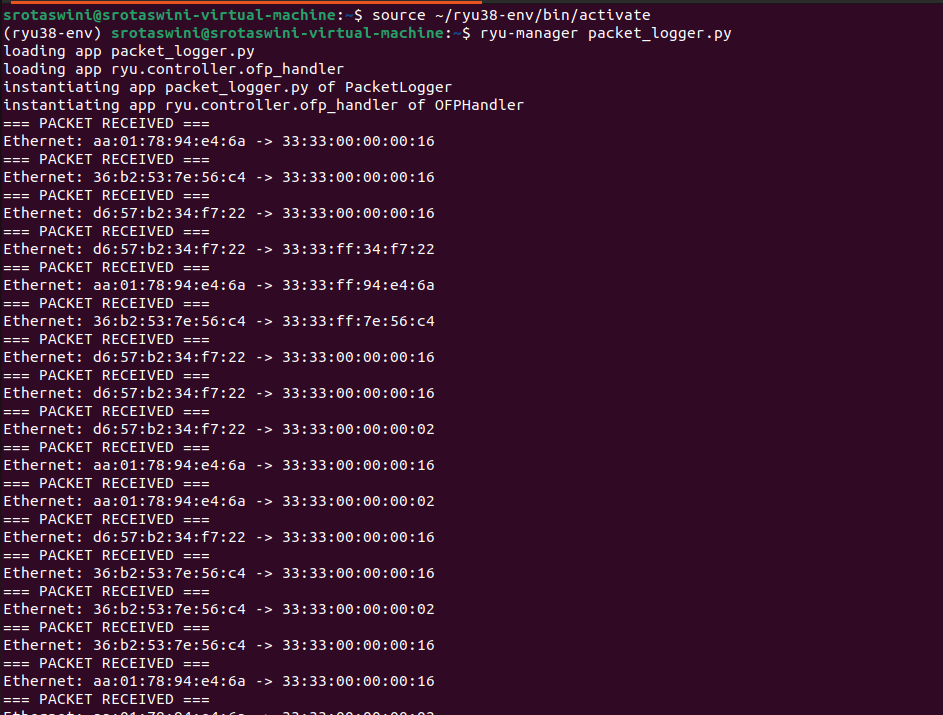 srotaswini@srotaswini-virtual-machine:~$ source ~/ryu38-env/bin/activate
(ryu38-env) srotaswini@srotaswini-virtual-machine:~$ ryu-manager packet_logger.py
loading app packet_logger.py
loading app ryu.controller.ofp_handler
instantiating app packet_logger.py of PacketLogger
instantiating app ryu.controller.ofp_handler of OFPHandler
=== PACKET RECEIVED ===
Ethernet: aa:01:78:94:e4:6a -> 33:33:00:00:00:16
=== PACKET RECEIVED ===
Ethernet: 36:b2:53:7e:56:c4 -> 33:33:00:00:00:16
=== PACKET RECEIVED ===
Ethernet: d6:57:b2:34:f7:22 -> 33:33:00:00:00:16
=== PACKET RECEIVED ===
Ethernet: d6:57:b2:34:f7:22 -> 33:33:ff:34:f7:22
=== PACKET RECEIVED ===
Ethernet: aa:01:78:94:e4:6a -> 33:33:ff:94:e4:6a
=== PACKET RECEIVED ===
Ethernet: 36:b2:53:7e:56:c4 -> 33:33:ff:7e:56:c4
=== PACKET RECEIVED ===
Ethernet: d6:57:b2:34:f7:22 -> 33:33:00:00:00:16
=== PACKET RECEIVED ===
Ethernet: d6:57:b2:34:f7:22 -> 33:33:00:00:00:16
=== PACKET RECEIVED ===
Ethernet: d6:57:b2:34:f7:22 -> 33:33:00:00:00:02
=== PACKET RECEIVED ===
Ethernet: aa:01:78:94:e4:6a -> 33:33:00:00:00:16
=== PACKET RECEIVED ===
Ethernet: aa:01:78:94:e4:6a -> 33:33:00:00:00:02
=== PACKET RECEIVED ===
Ethernet: d6:57:b2:34:f7:22 -> 33:33:00:00:00:16
=== PACKET RECEIVED ===
Ethernet: 36:b2:53:7e:56:c4 -> 33:33:00:00:00:16
=== PACKET RECEIVED ===
Ethernet: 36:b2:53:7e:56:c4 -> 33:33:00:00:00:02
=== PACKET RECEIVED ===
Ethernet: 36:b2:53:7e:56:c4 -> 33:33:00:00:00:16
=== PACKET RECEIVED ===
Ethernet: aa:01:78:94:e4:6a -> 33:33:00:00:00:16
=== PACKET RECEIVED ===